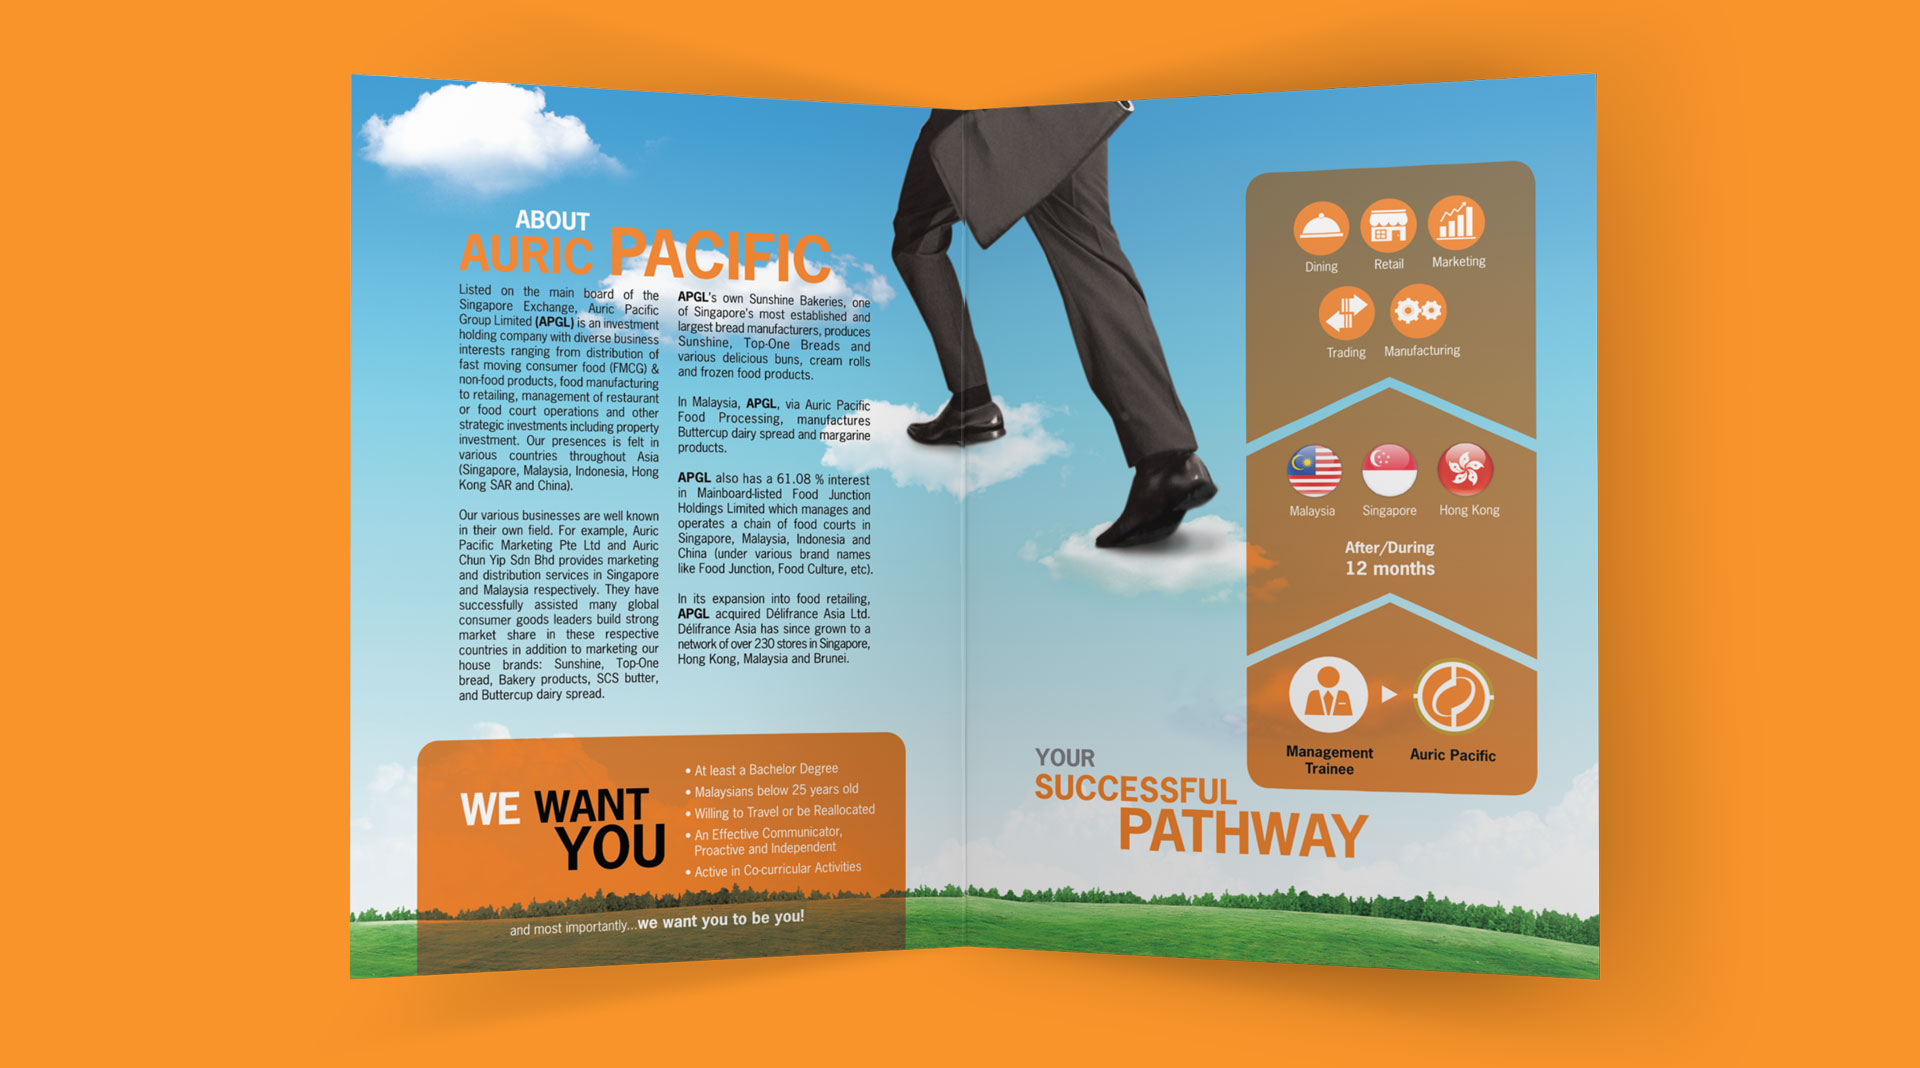 ABOUT
AURIC PACIFIC
Listed on the main board of the
Singapore Exchange, Auric Pacific
Group Limited (APGL) is an investment
holding company with diverse business
interests ranging from distribution of
fast moving consumer food (FMCG) &
non-food products, food manufacturing
to retailing, management of restaurant
or food court operations and other
strategic investments including property
investment. Our presences is felt in
various countries throughout Asia
(Singapore, Malaysia, Indonesia, Hong
Kong SAR and China).
Our various businesses are well known
in their own field. For example, Auric
Pacific Marketing Pte Ltd and Auric
Chun Yip Sdn Bhd provides marketing
and distribution services in Singapore
and Malaysia respectively. They have
successfully assisted many global
consumer goods leaders build strong
market share in these respective
countries in addition to marketing our
house brands: Sunshine, Top-One
bread, Bakery products, SCS butter,
and Buttercup dairy spread.
APGL's own Sunshine Bakeries, one
of Singapore's most established and
largest bread manufacturers, produces
Sunshine, Top-One Breads and
various delicious buns, cream rolls
and frozen food products.
In Malaysia, APGL, via Auric Pacific
Food Processing, manufactures
Buttercup dairy spread and margarine
products.
APGL also has a 61.08 % interest
in Mainboard-listed Food Junction
Holdings Limited which manages and
operates a chain of food courts in
Singapore, Malaysia, Indonesia and
China (under various brand names
like Food Junction, Food Culture, etc).
In its expansion into food retailing,
APGL acquired Délifrance Asia Ltd.
Délifrance Asia has since grown to a
network of over 230 stores in Singapore,
Hong Kong, Malaysia and Brunei.
WE WANT
YOU
• At least a Bachelor Degree
• Malaysians below 25 years old
• Willing to Travel or be Reallocated
• An Effective Communicator,
Proactive and Independent
• Active in Co-curricular Activities
and most importantly...we want you to be you!
Dining Retail Marketing
Trading Manufacturing
Malaysia Singapore Hong Kong
After/During
12 months
Management
Trainee
Auric Pacific
YOUR
SUCCESSFUL
PATHWAY